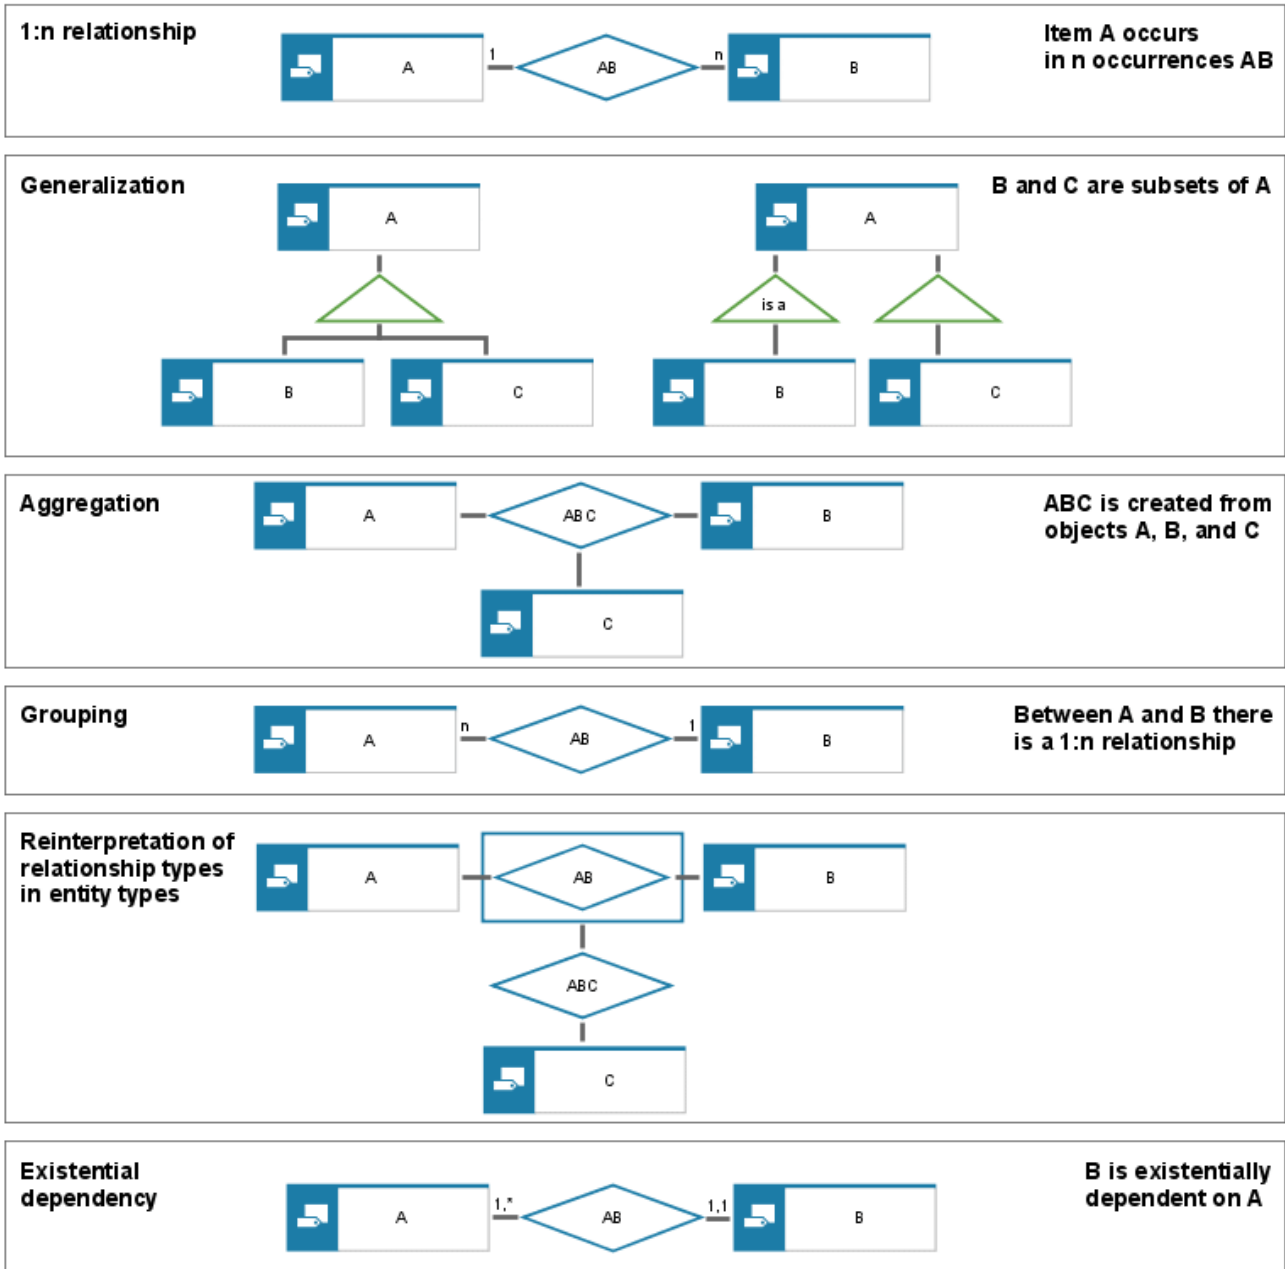 1:n relationship
A
1
AB
n
B
Item A occurs
in n occurrences AB
Generalization
A
B
C
A
is a
B
C
B and C are subsets of A
Aggregation
A
ABC
B
C
ABC is created from
objects A, B, and C
Grouping
A
n
AB
1
B
Between A and B there
is a 1:n relationship
Reinterpretation of
relationship types
in entity types
A
AB
B
ABC
C
Existential
dependency
A
1,*
AB
1,1
B
B is existentially
dependent on A